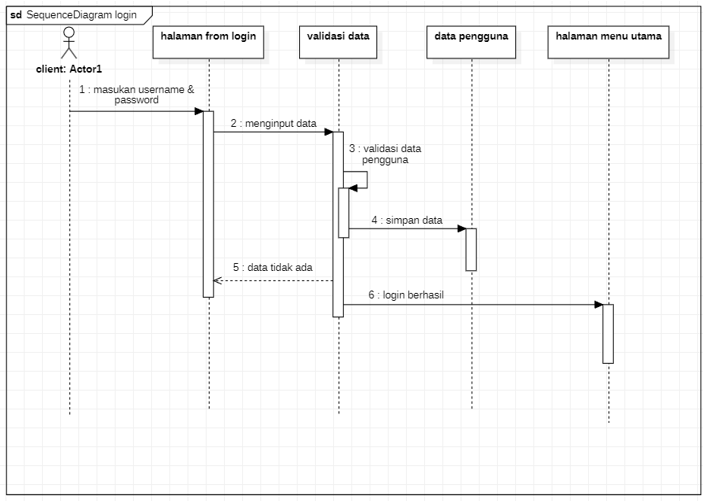 sd SequenceDiagram login
client: Actor1
halaman from login
validasi data
data pengguna
halaman menu utama
1 : masukan username &
password
2 : menginput data
3 : validasi data
pengguna
4 : simpan data
5 : data tidak ada
6 : login berhasil